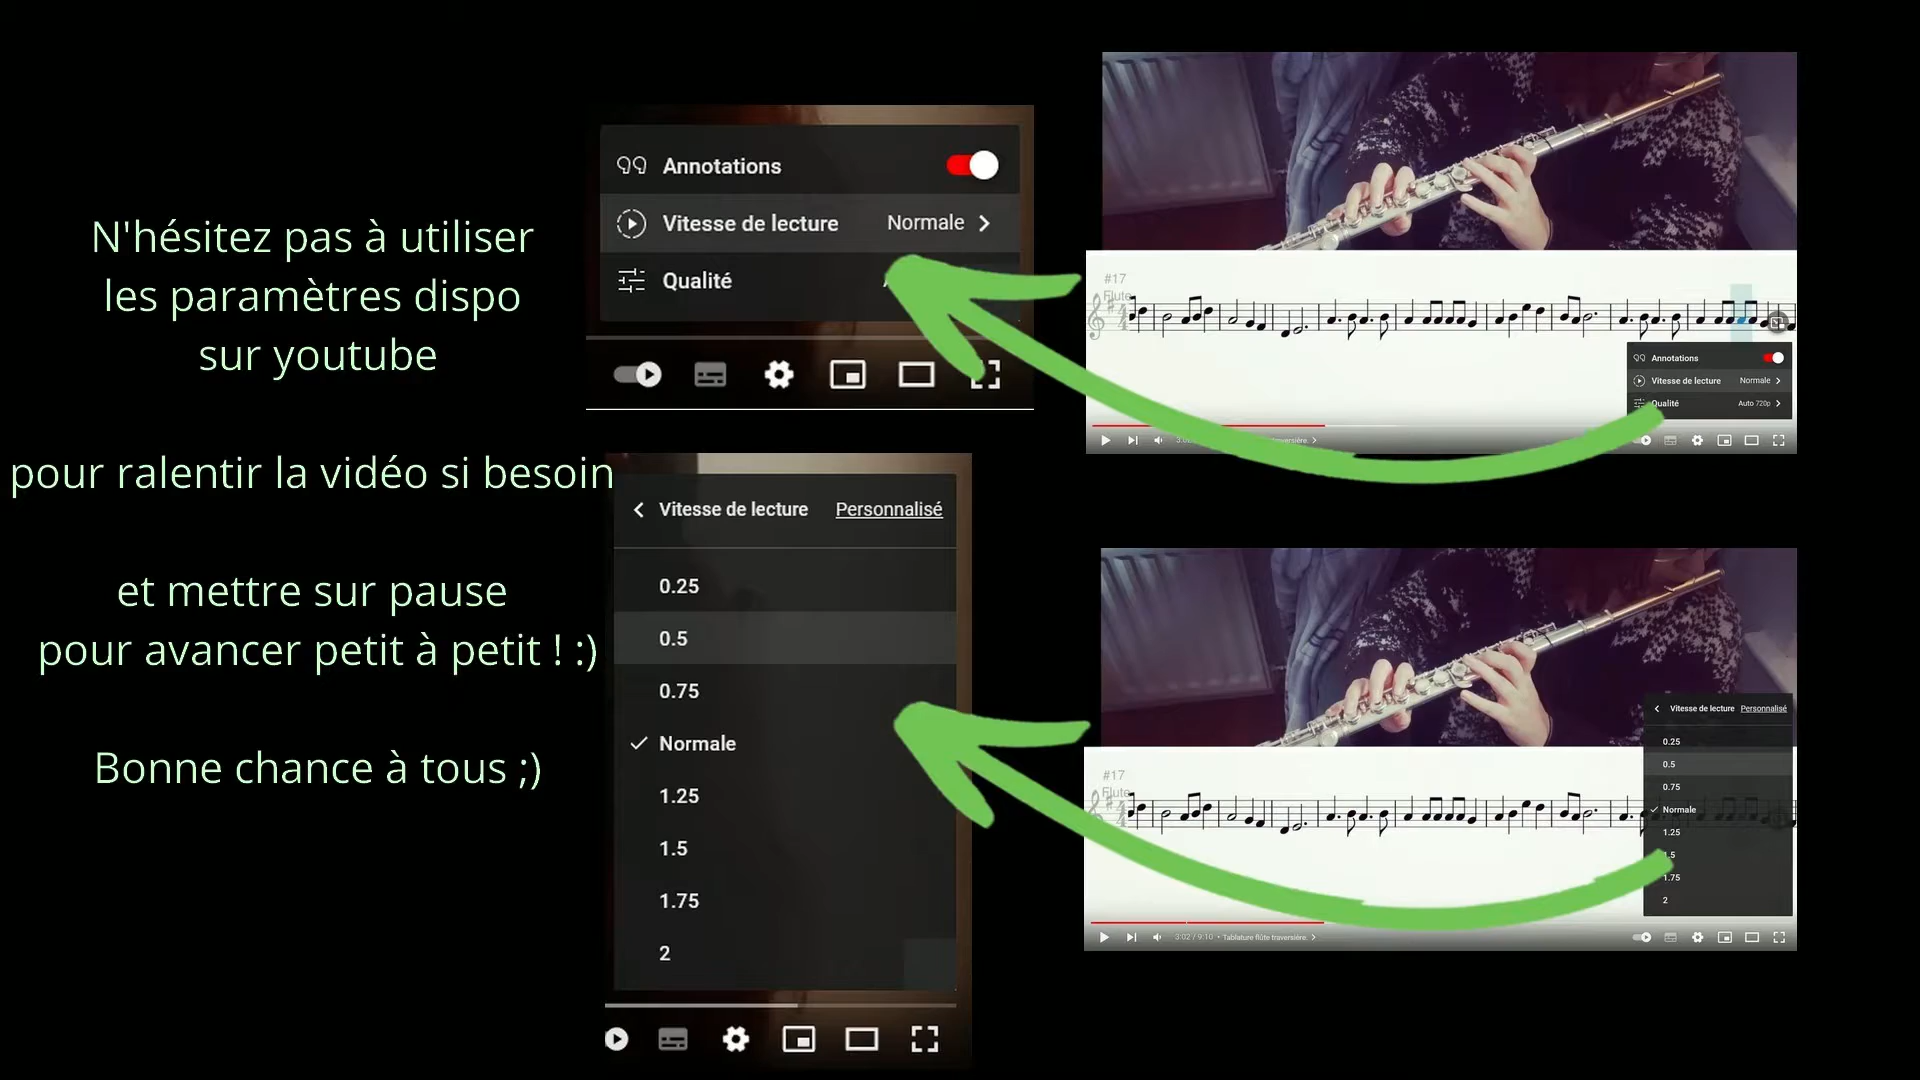 N'hésitez pas à utiliser
les paramètres dispo
sur youtube
pour ralentir la vidéo si besoin
et mettre sur pause
pour avancer petit à petit ! :)
Bonne chance à tous ;)
Annotations
Vitesse de lecture Normale
Qualité
Vitesse de lecture Personnalisé
0.25
0.5
0.75
Normale
1.25
1.5
1.75
2
#17
Flute
Annotations
Vitesse de lecture Normale
Qualité Auto 720p
#17
Flute
Vitesse de lecture Personnalisé
0.25
0.5
0.75
Normale
1.25
1.75
2
3:02 / 9:10 • Tablature flûte traversière.